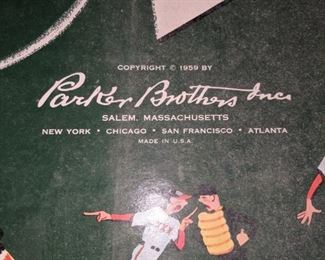 COPYRIGHT © 1959 BY
Parker Brothers Inc
SALEM, MASSACHUSETTS
NEW YORK • CHICAGO • SAN FRANCISCO • ATLANTA
MADE IN U.S.A.